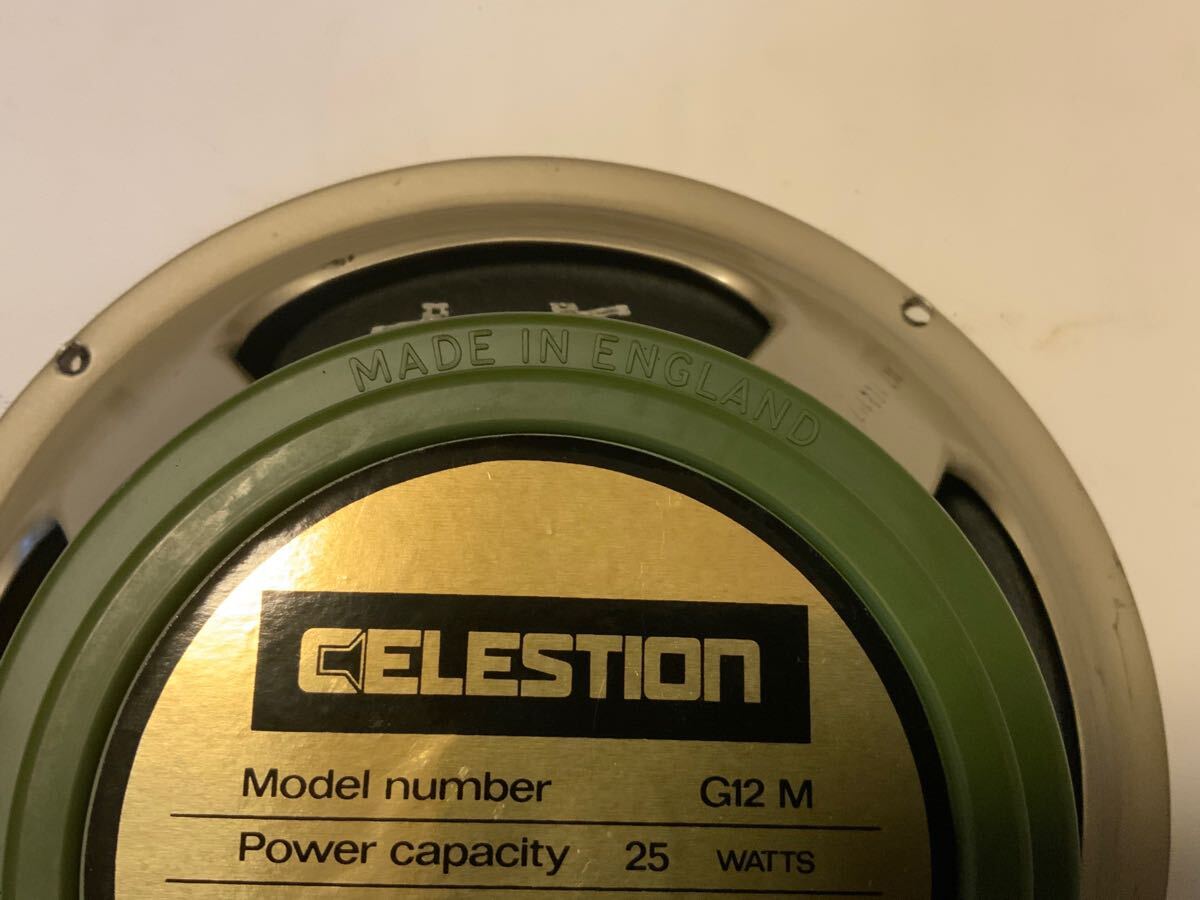 MADE IN ENGLAND
CELESTION
Model number G12 M
Power capacity 25 WATTS